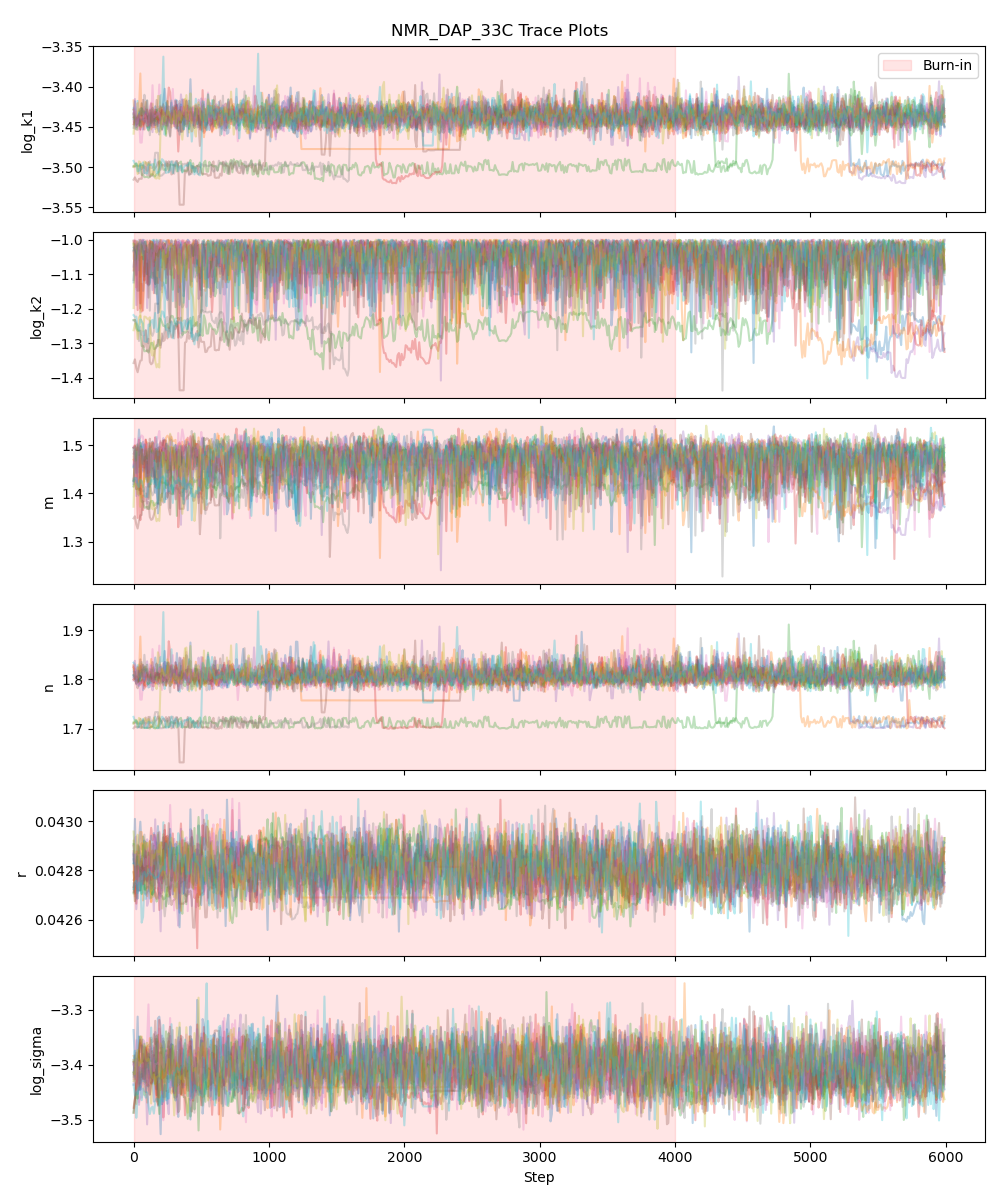 NMR_DAP_33C Trace Plots
−3.35
−3.40
−3.45
−3.50
−3.55
log_k1
Burn-in
−1.0
−1.1
−1.2
−1.3
−1.4
log_k2
1.5
1.4
1.3
m
1.9
1.8
1.7
n
0.0430
0.0428
0.0426
r
−3.3
−3.4
−3.5
log_sigma
0 1000 2000 3000 4000 5000 6000
Step